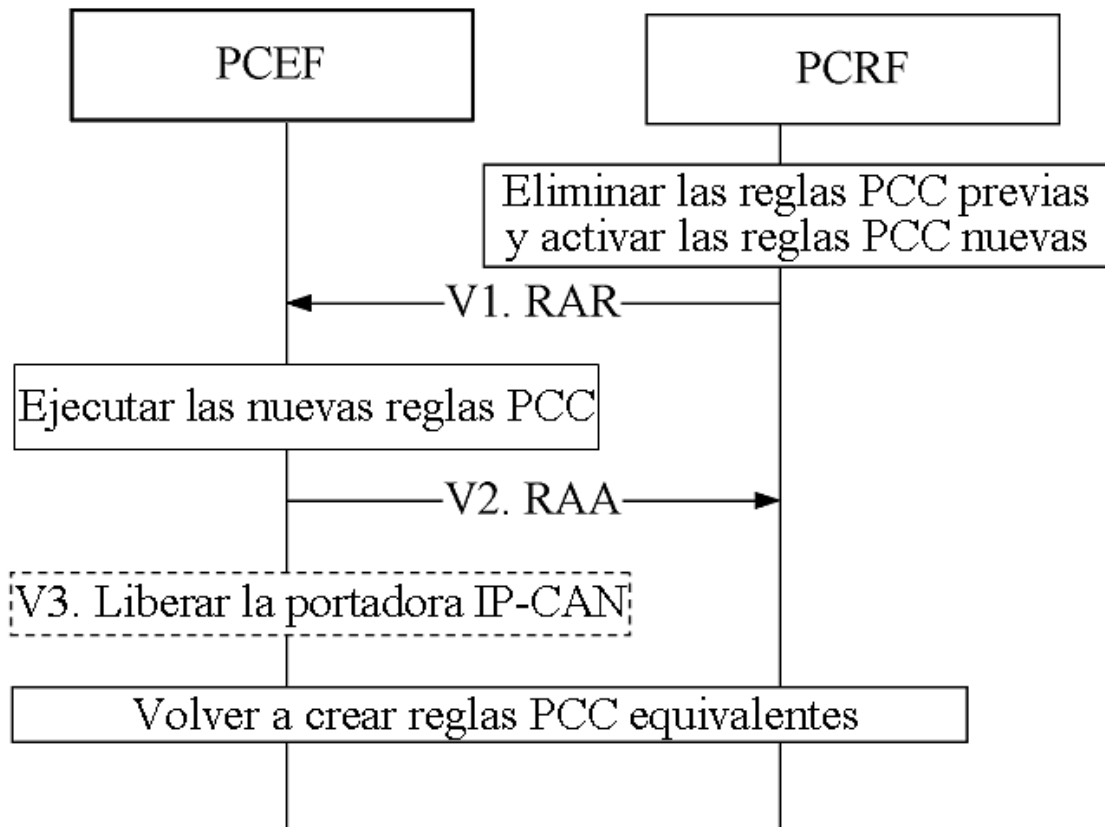 PCEF
PCRF
Eliminar las reglas PCC previas
y activar las reglas PCC nuevas
V1. RAR
Ejecutar las nuevas reglas PCC
V2. RAA
V3. Liberar la portadora IP-CAN
Volver a crear reglas PCC equivalentes